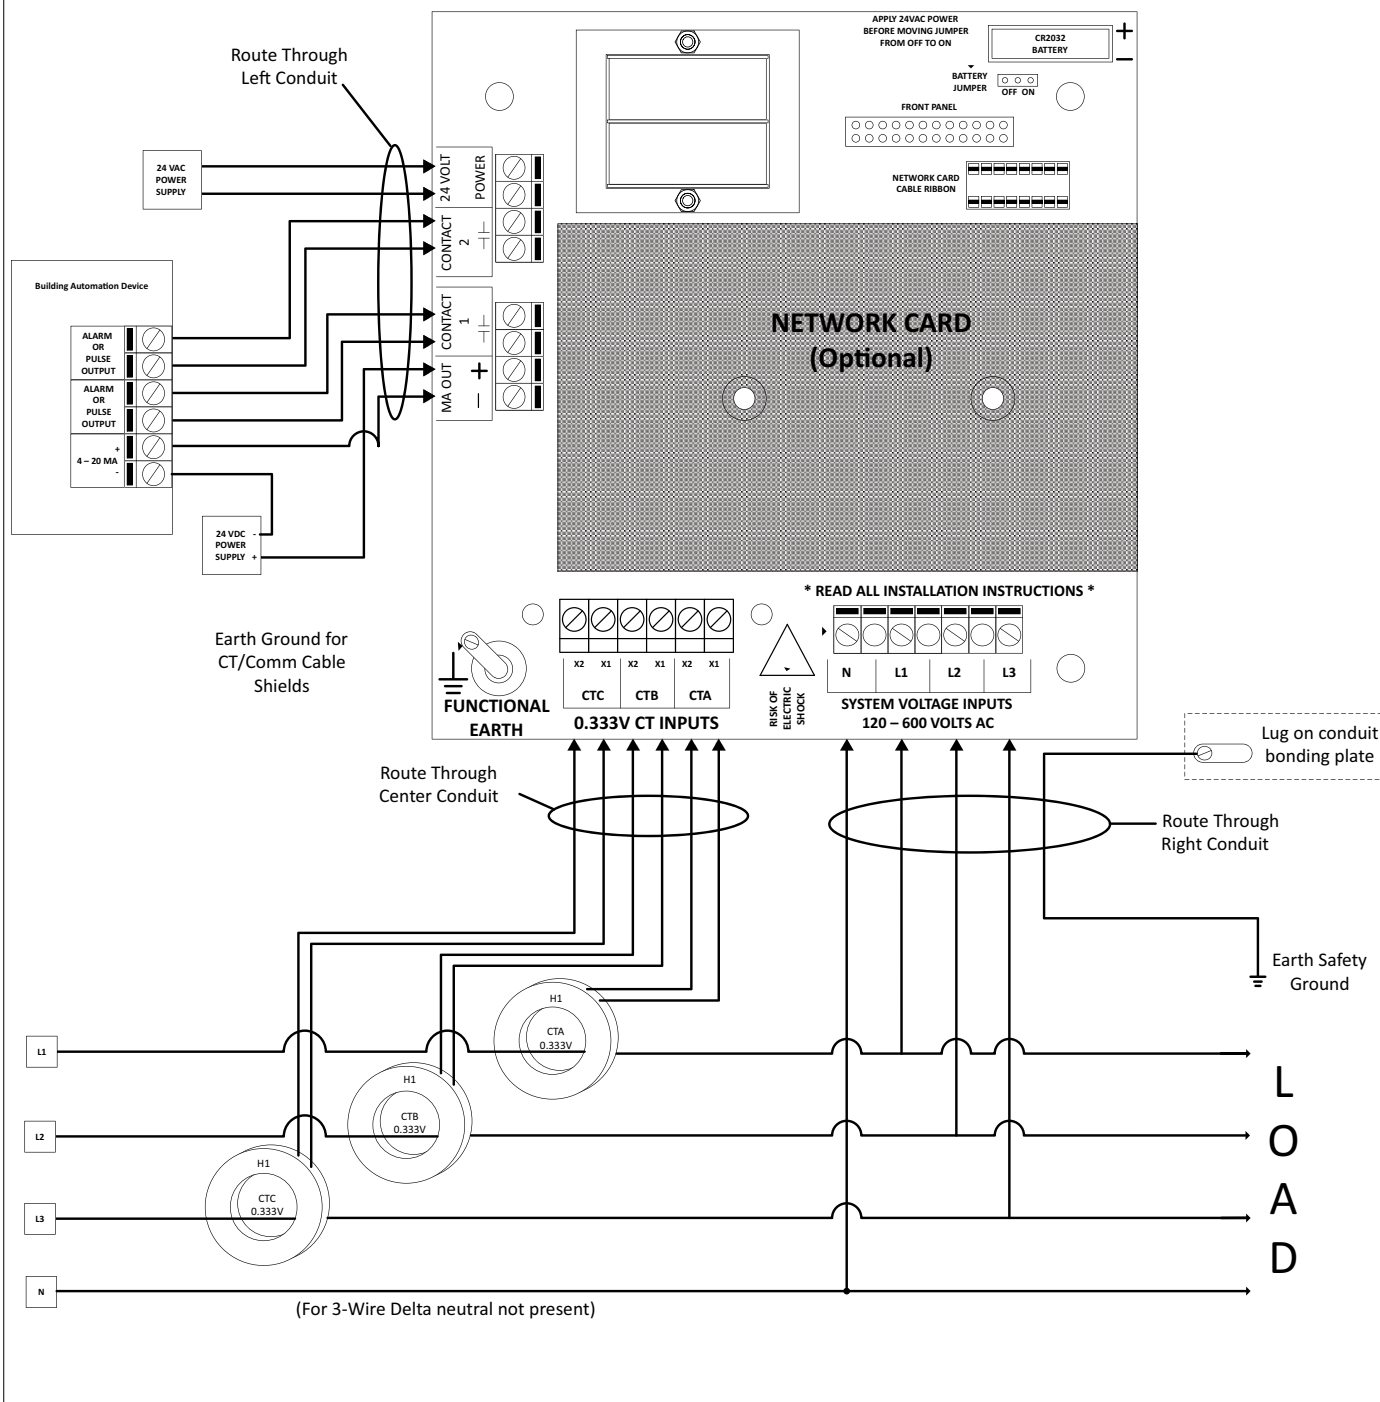 APPLY 24VAC POWER
BEFORE MOVING JUMPER
FROM OFF TO ON
CR2032
BATTERY
+
−
BATTERY
JUMPER
OFF ON
FRONT PANEL
NETWORK CARD
CABLE RIBBON
Route Through
Left Conduit
24 VAC
POWER
SUPPLY
24 VOLT
POWER
CONTACT
2
CONTACT
1
MA OUT
+
−
Building Automation Device
ALARM
OR
PULSE
OUTPUT
ALARM
OR
PULSE
OUTPUT
+
4 – 20 MA
-
24 VDC -
POWER
SUPPLY +
NETWORK CARD
(Optional)
* READ ALL INSTALLATION INSTRUCTIONS *
Earth Ground for
CT/Comm Cable
Shields
FUNCTIONAL
EARTH
X2 X1 X2 X1 X2 X1
CTC CTB CTA
0.333V CT INPUTS
RISK OF
ELECTRIC
SHOCK
N L1 L2 L3
SYSTEM VOLTAGE INPUTS
120 – 600 VOLTS AC
Lug on conduit
bonding plate
Route Through
Center Conduit
Route Through
Right Conduit
Earth Safety
Ground
H1
CTA
0.333V
L1
H1
CTB
0.333V
L2
H1
CTC
0.333V
L3
N
(For 3-Wire Delta neutral not present)
L
O
A
D